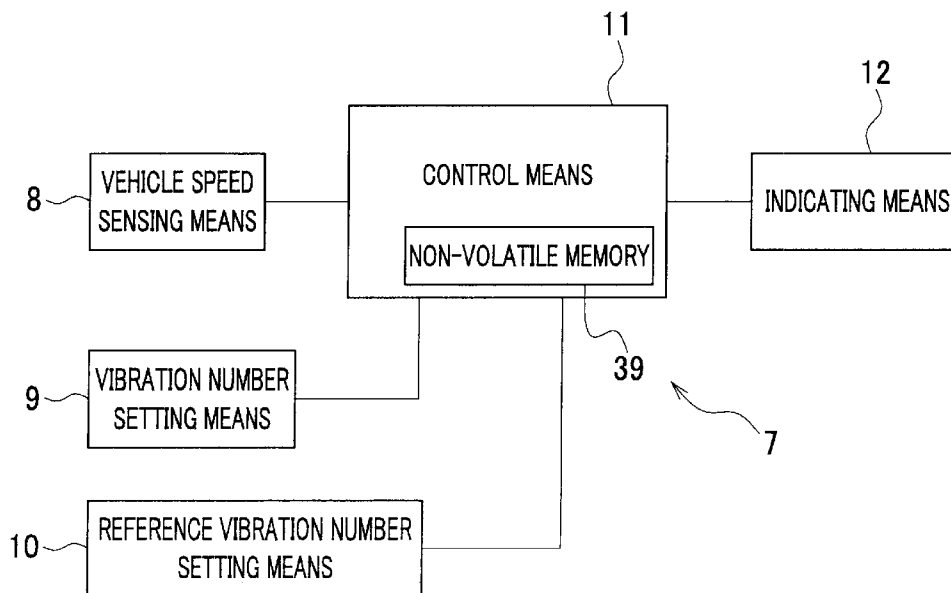 11
12
CONTROL MEANS
8
VEHICLE SPEED
SENSING MEANS
INDICATING MEANS
NON-VOLATILE MEMORY
39
7
9
VIBRATION NUMBER
SETTING MEANS
10
REFERENCE VIBRATION NUMBER
SETTING MEANS